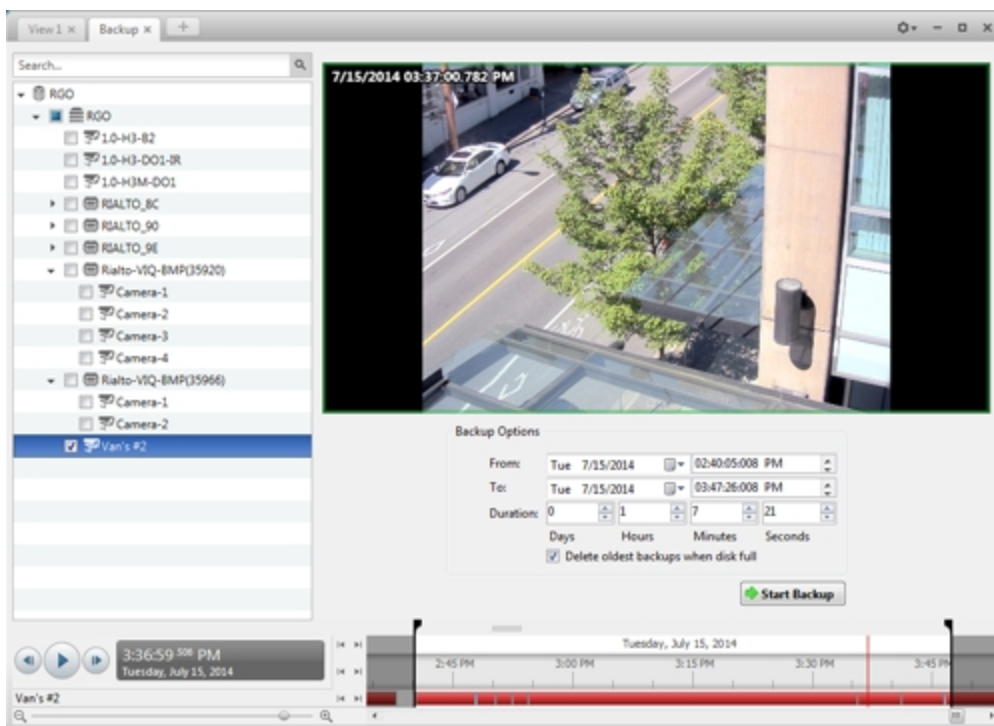 View 1 ×
Backup ×
+
Search...
RGO
RGO
1.0-H3-B2
1.0-H3-DO1-IR
1.0-H3M-DO1
RIALTO_8C
RIALTO_90
RIALTO_9E
Rialto-VIQ-BMP(35920)
Camera-1
Camera-2
Camera-3
Camera-4
Rialto-VIQ-BMP(35966)
Camera-1
Camera-2
Van's #2
7/15/2014 03:37:00.782 PM
Backup Options
From: Tue 7/15/2014 02:40:05:008 PM
To: Tue 7/15/2014 03:47:26:008 PM
Duration: 0 1 7 21
Days Hours Minutes Seconds
Delete oldest backups when disk full
Start Backup
3:36:59.506 PM
Tuesday, July 15, 2014
Tuesday, July 15, 2014
2:45 PM 3:00 PM 3:15 PM 3:30 PM 3:45 PM
Van's #2